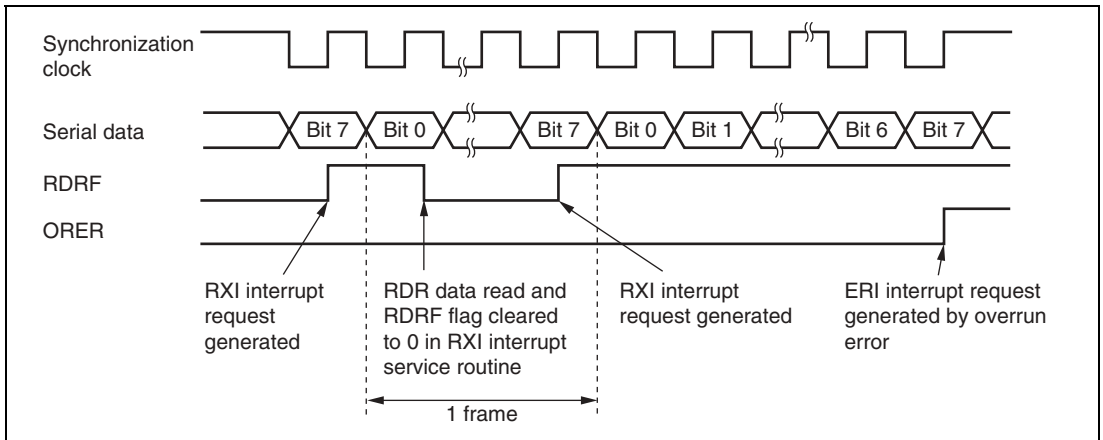 Synchronization
clock
Serial data
Bit 7
Bit 0
Bit 7
Bit 0
Bit 1
Bit 6
Bit 7
RDRF
ORER
RXI interrupt
request
generated
RDR data read and
RDRF flag cleared
to 0 in RXI interrupt
service routine
RXI interrupt
request generated
ERI interrupt request
generated by overrun
error
1 frame